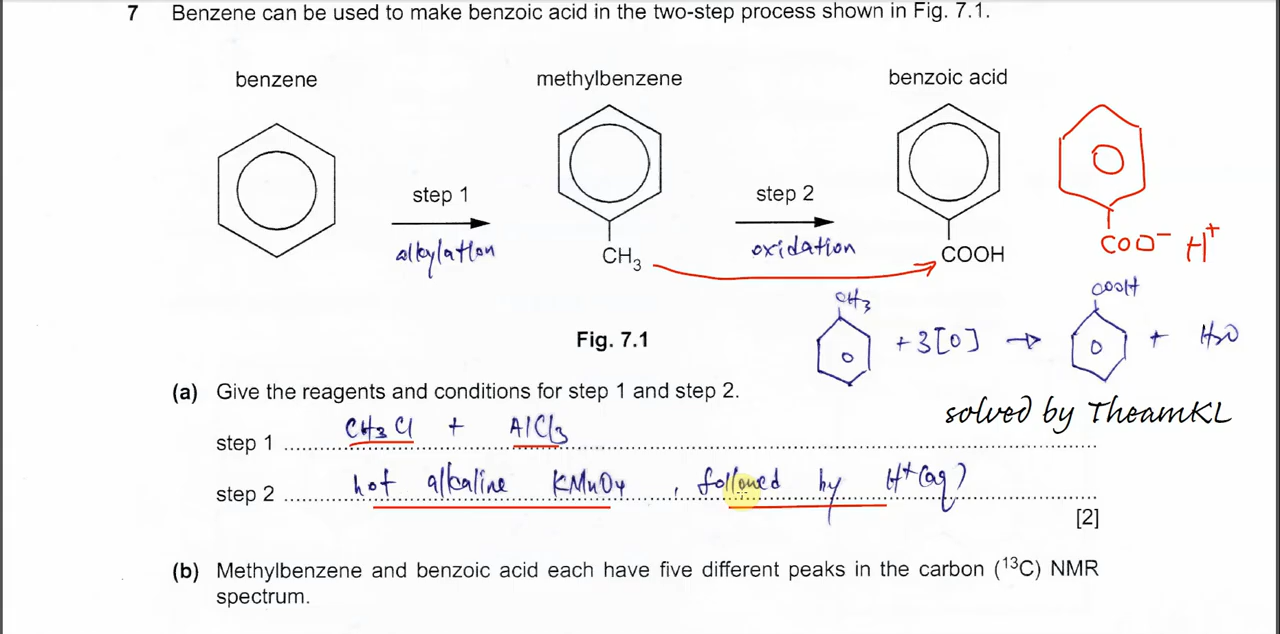 7 Benzene can be used to make benzoic acid in the two-step process shown in Fig. 7.1.
benzene methylbenzene benzoic acid
step 1 step 2
alkylation oxidation
CH₃ COOH COO⁻ H⁺
CH₃ COOH
+ 3[O] → + H₂O
Fig. 7.1
(a) Give the reagents and conditions for step 1 and step 2.
solved by TheamKL
step 1 CH₃Cl + AlCl₃
step 2 hot alkaline KMnO₄, followed by H⁺(aq)
[2]
(b) Methylbenzene and benzoic acid each have five different peaks in the carbon (¹³C) NMR
spectrum.